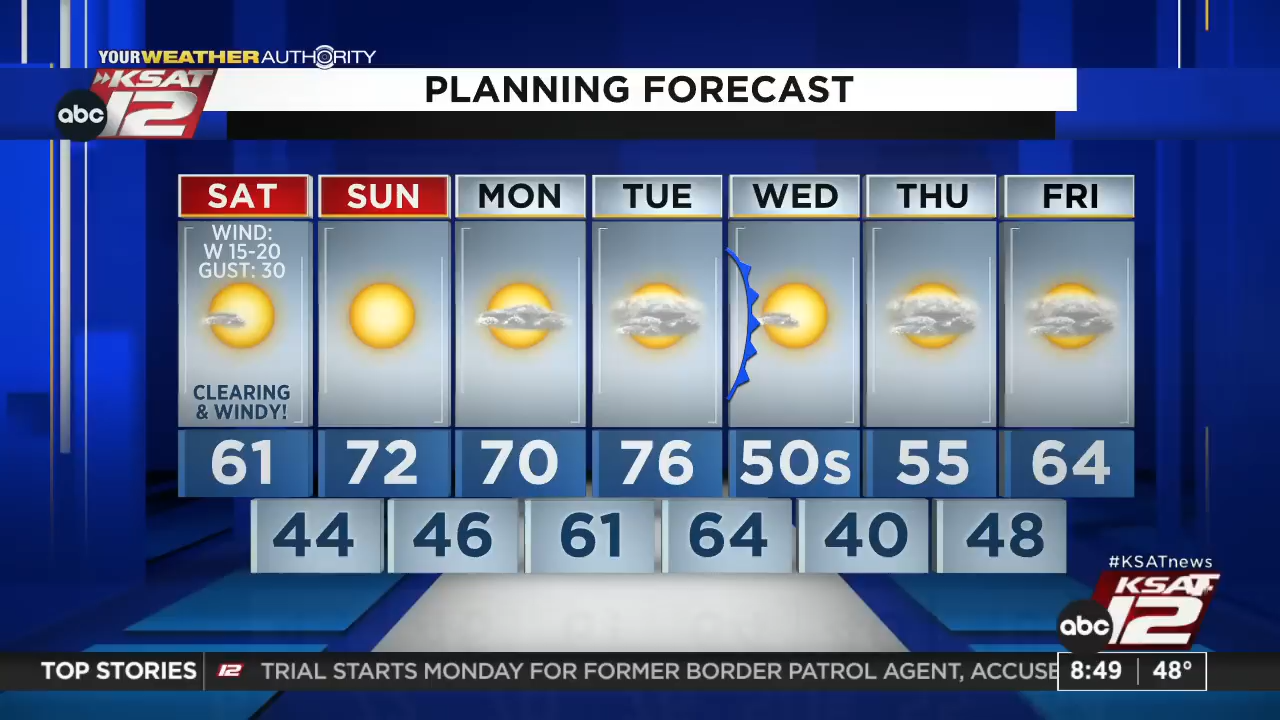 YOURWEATHERAUTHORITY
KSAT
abc 12
PLANNING FORECAST
SAT SUN MON TUE WED THU FRI
WIND:
W 15-20
GUST: 30
CLEARING
& WINDY!
61 72 70 76 50s 55 64
44 46 61 64 40 48
#KSATnews
KSAT
abc 12
TOP STORIES 12 TRIAL STARTS MONDAY FOR FORMER BORDER PATROL AGENT, ACCUSE 8:49 48°